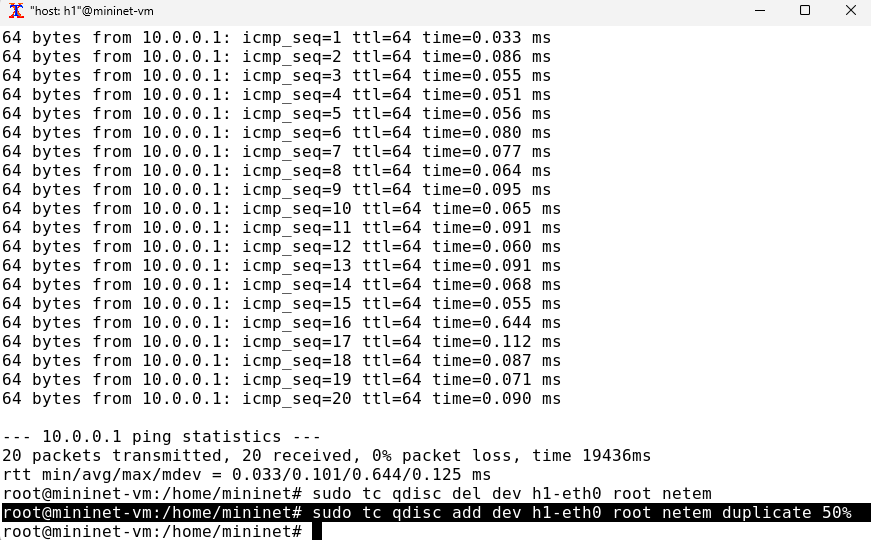 "host: h1"@mininet-vm
64 bytes from 10.0.0.1: icmp_seq=1 ttl=64 time=0.033 ms
64 bytes from 10.0.0.1: icmp_seq=2 ttl=64 time=0.086 ms
64 bytes from 10.0.0.1: icmp_seq=3 ttl=64 time=0.055 ms
64 bytes from 10.0.0.1: icmp_seq=4 ttl=64 time=0.051 ms
64 bytes from 10.0.0.1: icmp_seq=5 ttl=64 time=0.056 ms
64 bytes from 10.0.0.1: icmp_seq=6 ttl=64 time=0.080 ms
64 bytes from 10.0.0.1: icmp_seq=7 ttl=64 time=0.077 ms
64 bytes from 10.0.0.1: icmp_seq=8 ttl=64 time=0.064 ms
64 bytes from 10.0.0.1: icmp_seq=9 ttl=64 time=0.095 ms
64 bytes from 10.0.0.1: icmp_seq=10 ttl=64 time=0.065 ms
64 bytes from 10.0.0.1: icmp_seq=11 ttl=64 time=0.091 ms
64 bytes from 10.0.0.1: icmp_seq=12 ttl=64 time=0.060 ms
64 bytes from 10.0.0.1: icmp_seq=13 ttl=64 time=0.091 ms
64 bytes from 10.0.0.1: icmp_seq=14 ttl=64 time=0.068 ms
64 bytes from 10.0.0.1: icmp_seq=15 ttl=64 time=0.055 ms
64 bytes from 10.0.0.1: icmp_seq=16 ttl=64 time=0.644 ms
64 bytes from 10.0.0.1: icmp_seq=17 ttl=64 time=0.112 ms
64 bytes from 10.0.0.1: icmp_seq=18 ttl=64 time=0.087 ms
64 bytes from 10.0.0.1: icmp_seq=19 ttl=64 time=0.071 ms
64 bytes from 10.0.0.1: icmp_seq=20 ttl=64 time=0.090 ms
--- 10.0.0.1 ping statistics ---
20 packets transmitted, 20 received, 0% packet loss, time 19436ms
rtt min/avg/max/mdev = 0.033/0.101/0.644/0.125 ms
root@mininet-vm:/home/mininet# sudo tc qdisc del dev h1-eth0 root netem
root@mininet-vm:/home/mininet# sudo tc qdisc add dev h1-eth0 root netem duplicate 50%
root@mininet-vm:/home/mininet#